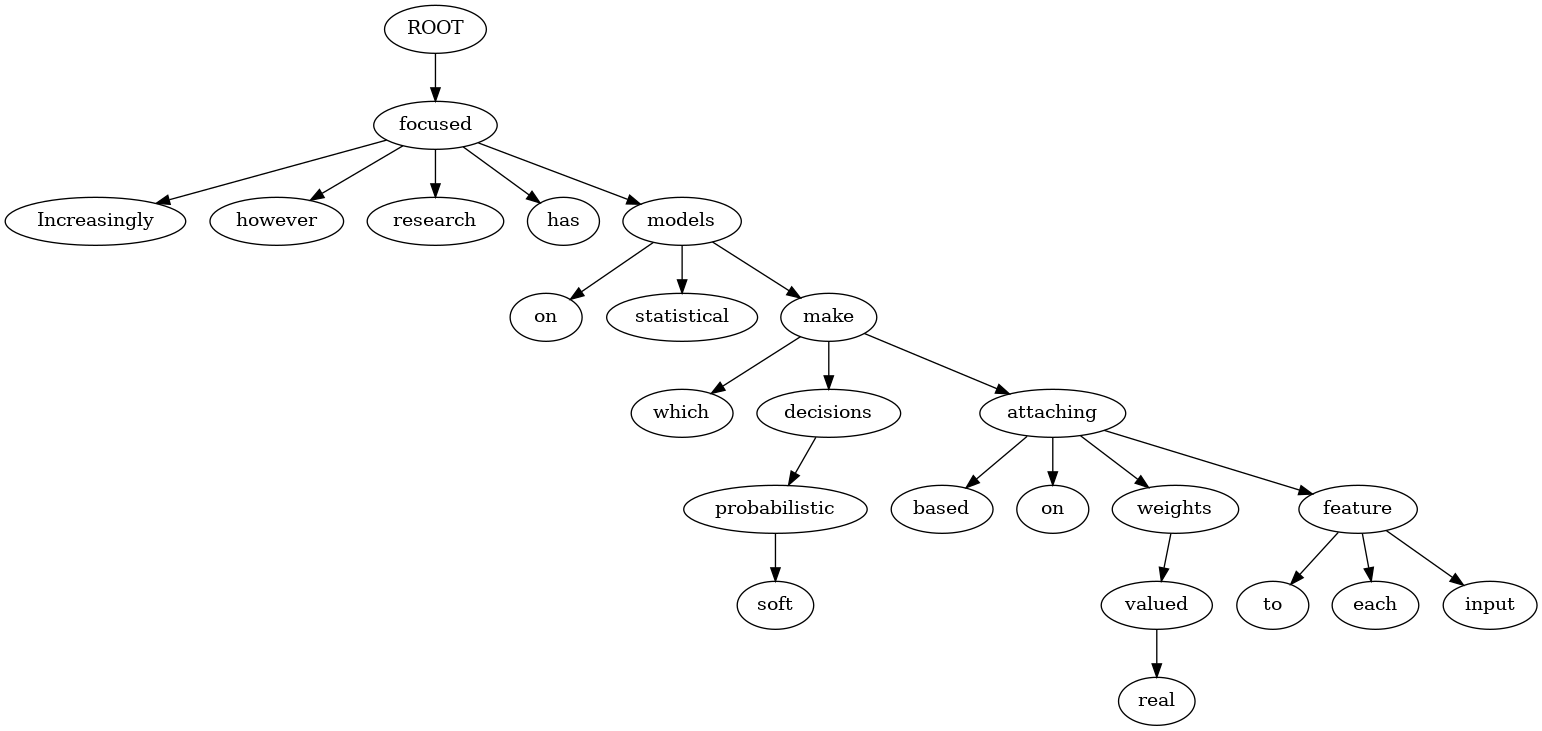 ROOT
focused
Increasingly however research has models
on statistical make
which decisions attaching
probabilistic based on weights feature
soft valued to each input
real